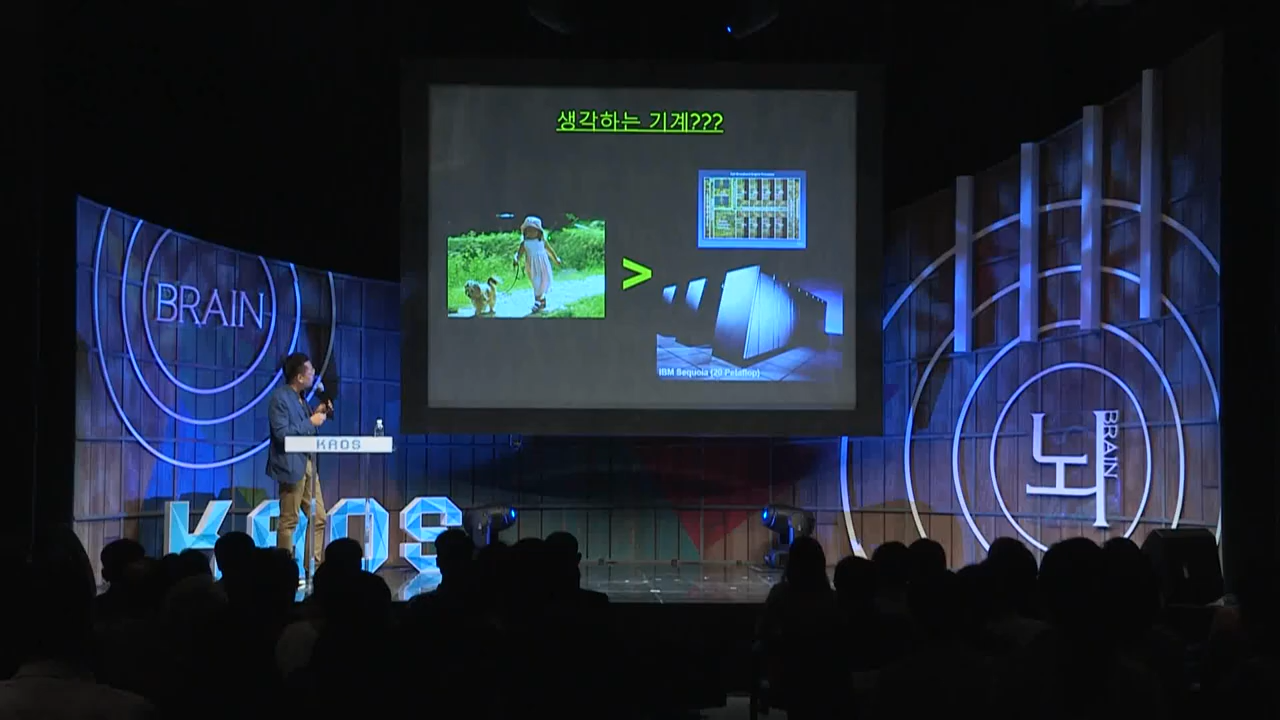 생각하는 기계???
>
IBM Sequoia (20 Petaflop)
BRAIN
KAOS
KAOS
뇌
BRAIN